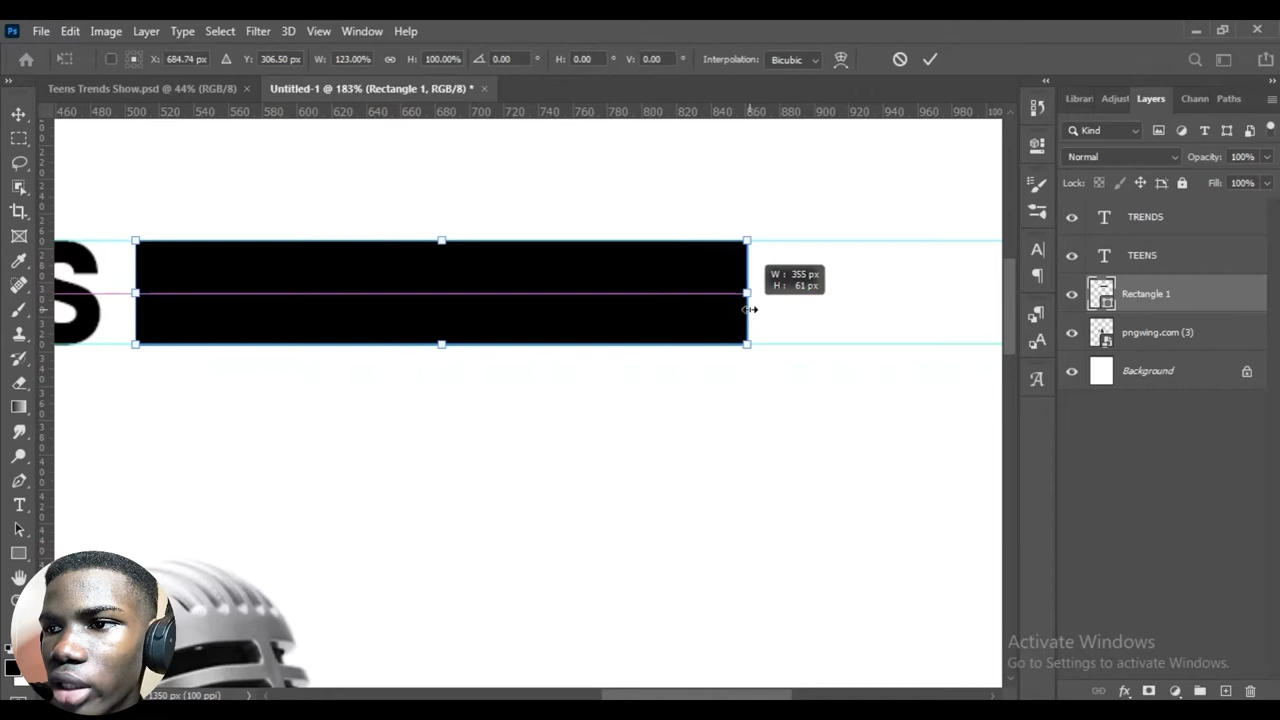 Ps File Edit Image Layer Type Select Filter 3D View Window Help
X: 684.74 px Y: 306.50 px W: 123.00% H: 100.00% 0.00 ° H: 0.00 ° V: 0.00 ° Interpolation: Bicubic
Teens Trends Show.psd @ 44% (RGB/8) × Untitled-1 @ 183% (Rectangle 1, RGB/8) * ×
Librar Adjust Layers Chann Paths
460 480 500 520 540 560 580 600 620 640 660 680 700 720 740 760 780 800 820 840 860 880 900 920 940 960 980 100
Kind
Normal Opacity: 100%
Lock: Fill: 100%
TRENDS
TEENS
Rectangle 1
pngwing.com (3)
Background
S
W : 355 px
H : 61 px
Activate Windows
Go to Settings to activate Windows.
1350 px (100 ppi)